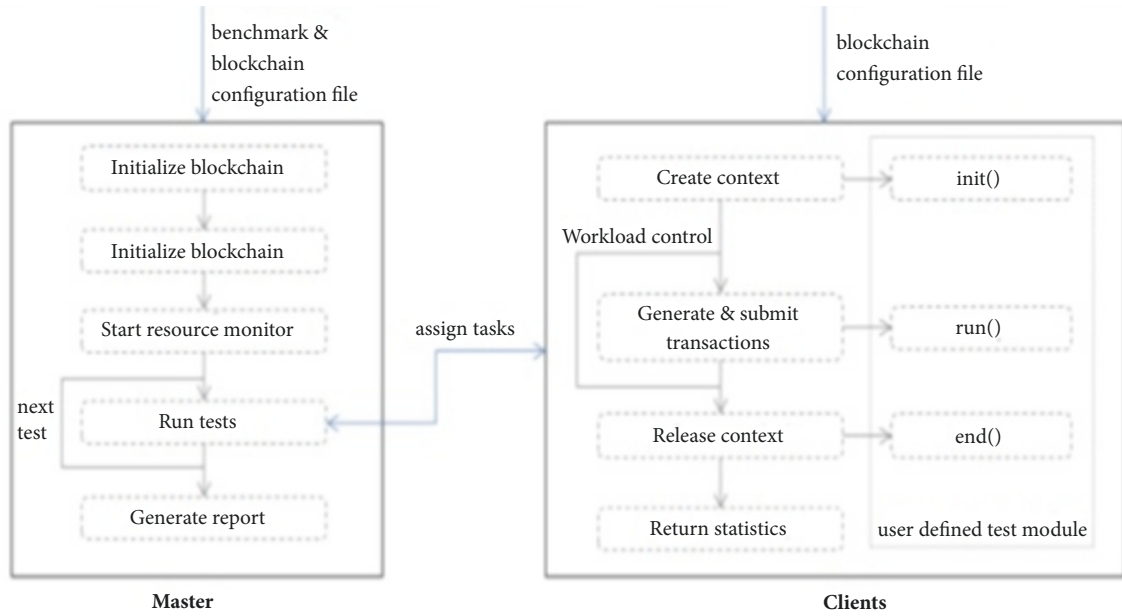 benchmark &
blockchain
configuration file
Initialize blockchain
Initialize blockchain
Start resource monitor
next
test
Run tests
Generate report
Master
assign tasks
blockchain
configuration file
Create context
init()
Workload control
Generate & submit
transactions
run()
Release context
end()
Return statistics
user defined test module
Clients